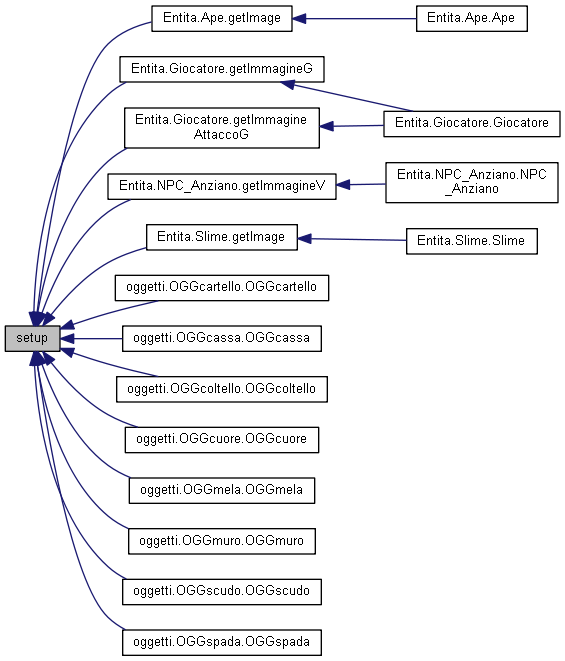 Entita.Ape.getImage
Entita.Ape.Ape
Entita.Giocatore.getImmagineG
Entita.Giocatore.getImmagine
AttaccoG
Entita.Giocatore.Giocatore
Entita.NPC_Anziano.getImmagineV
Entita.NPC_Anziano.NPC
_Anziano
Entita.Slime.getImage
Entita.Slime.Slime
oggetti.OGGcartello.OGGcartello
setup
oggetti.OGGcassa.OGGcassa
oggetti.OGGcoltello.OGGcoltello
oggetti.OGGcuore.OGGcuore
oggetti.OGGmela.OGGmela
oggetti.OGGmuro.OGGmuro
oggetti.OGGscudo.OGGscudo
oggetti.OGGspada.OGGspada